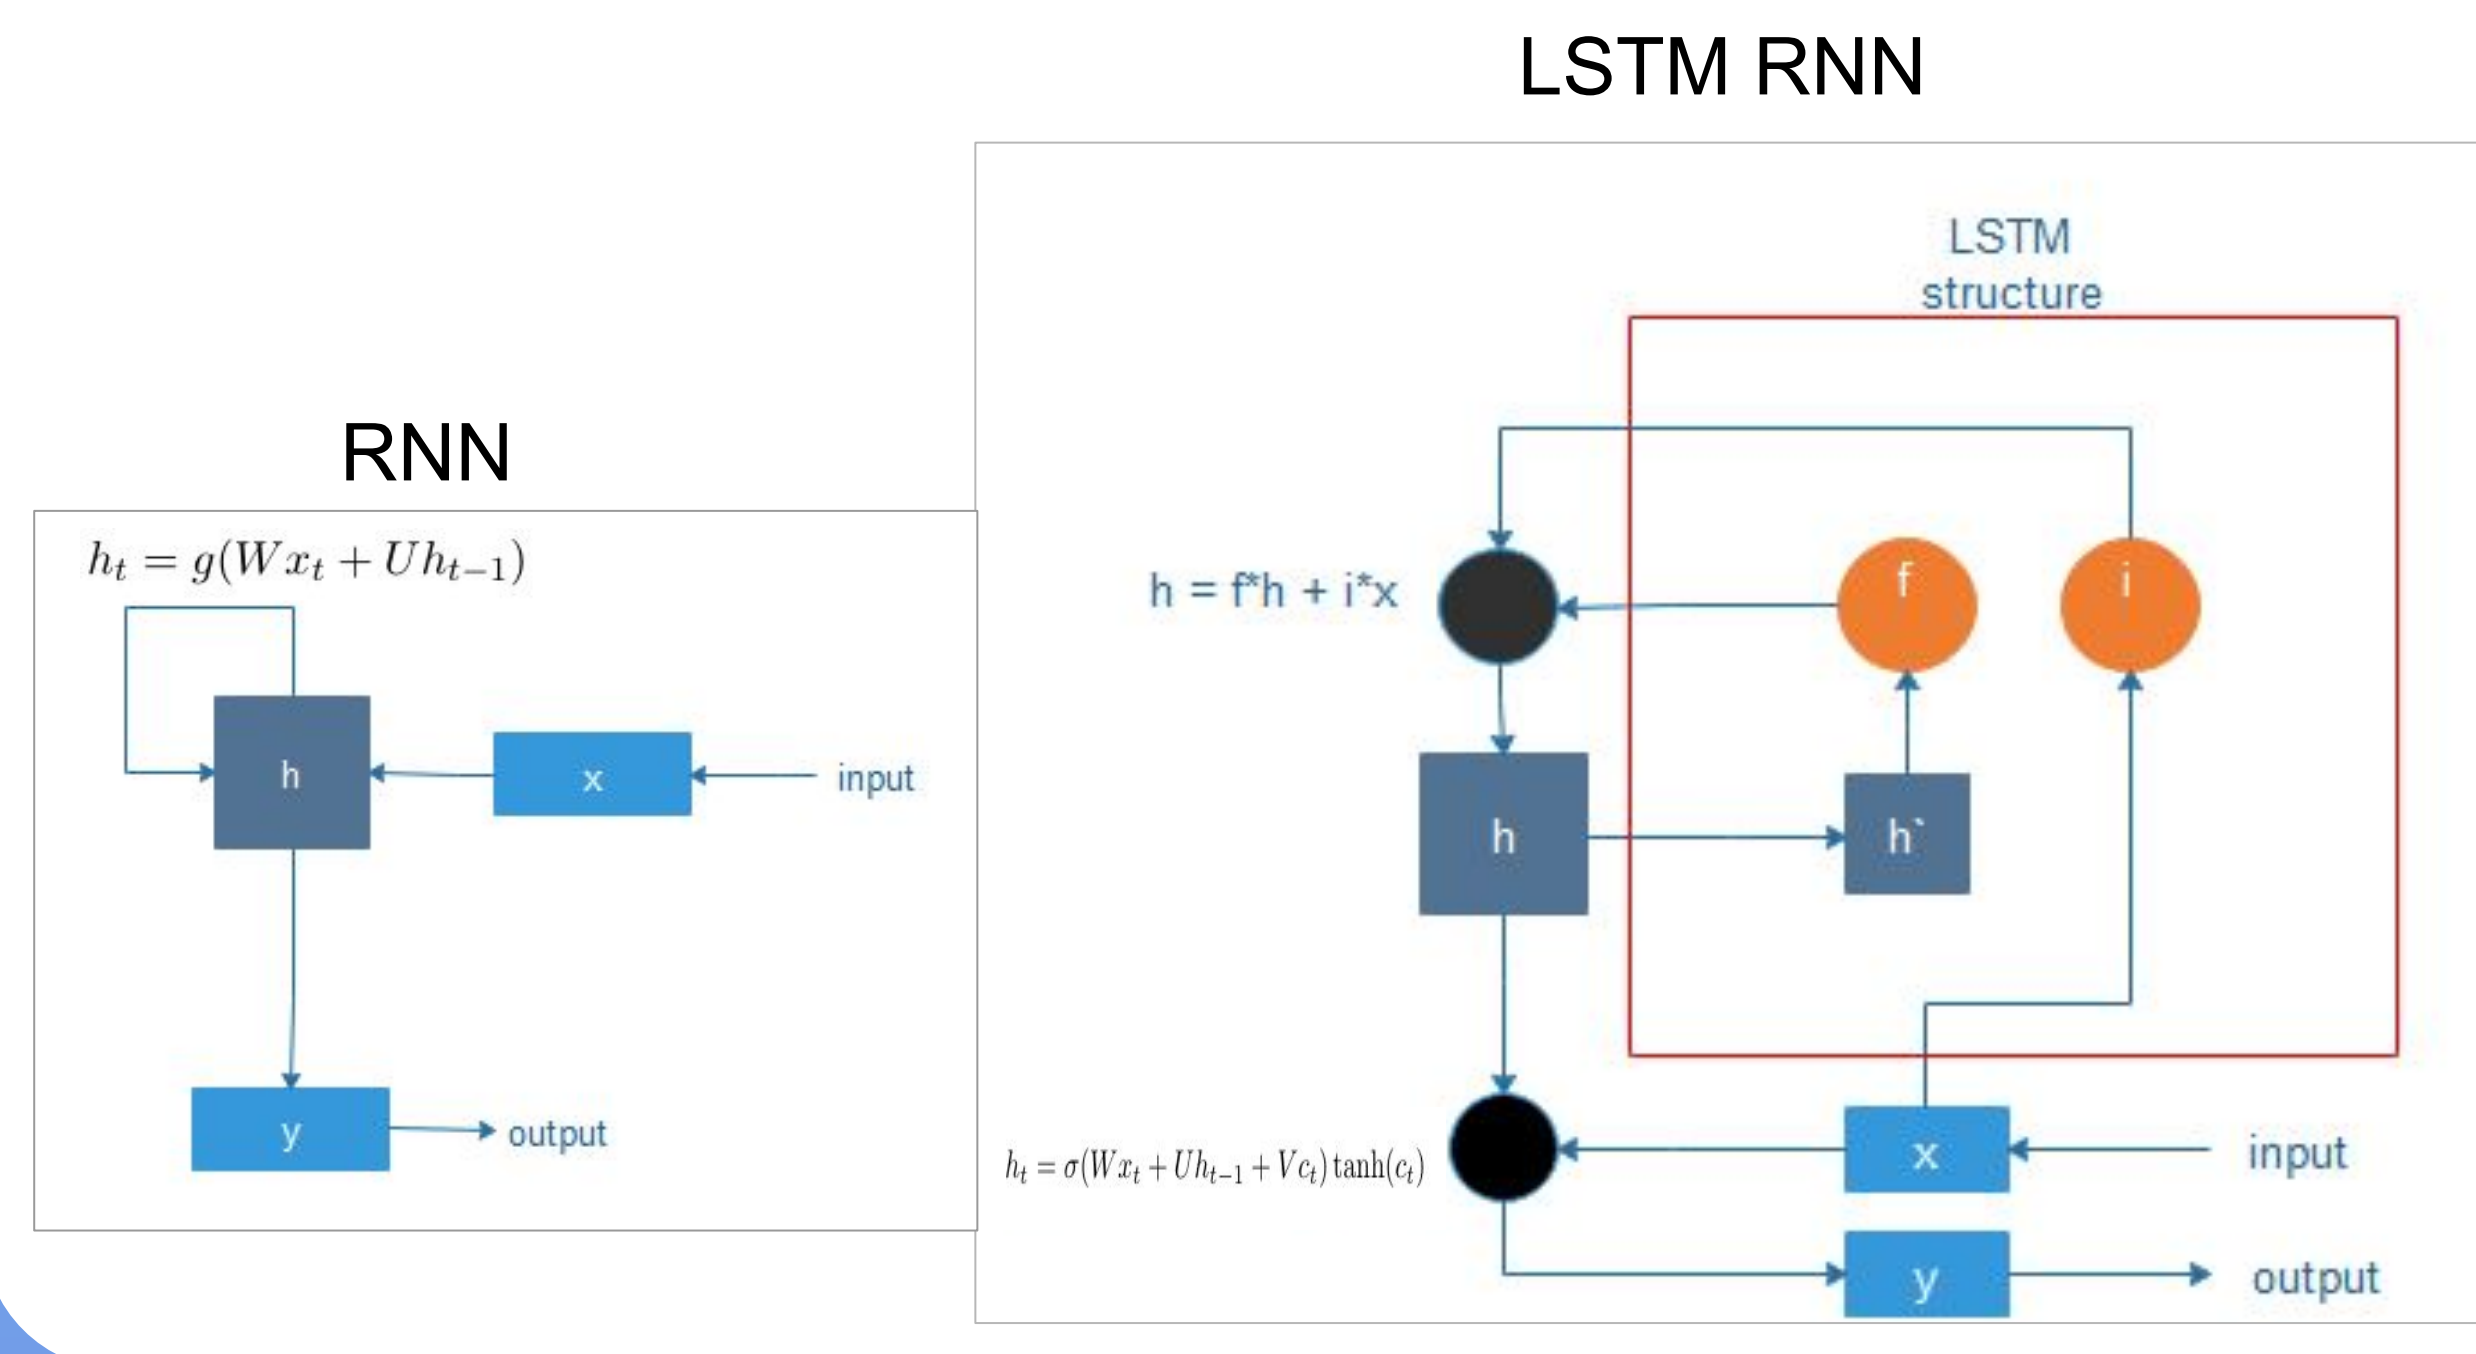 LSTM RNN
RNN
h_t = g(Wx_t + Uh_{t-1})
h
x
input
y
output
LSTM
structure
h = f*h + i*x
f
i
h
h`
h_t = σ(Wx_t + Uh_{t-1} + Vc_t) tanh(c_t)
x
input
y
output